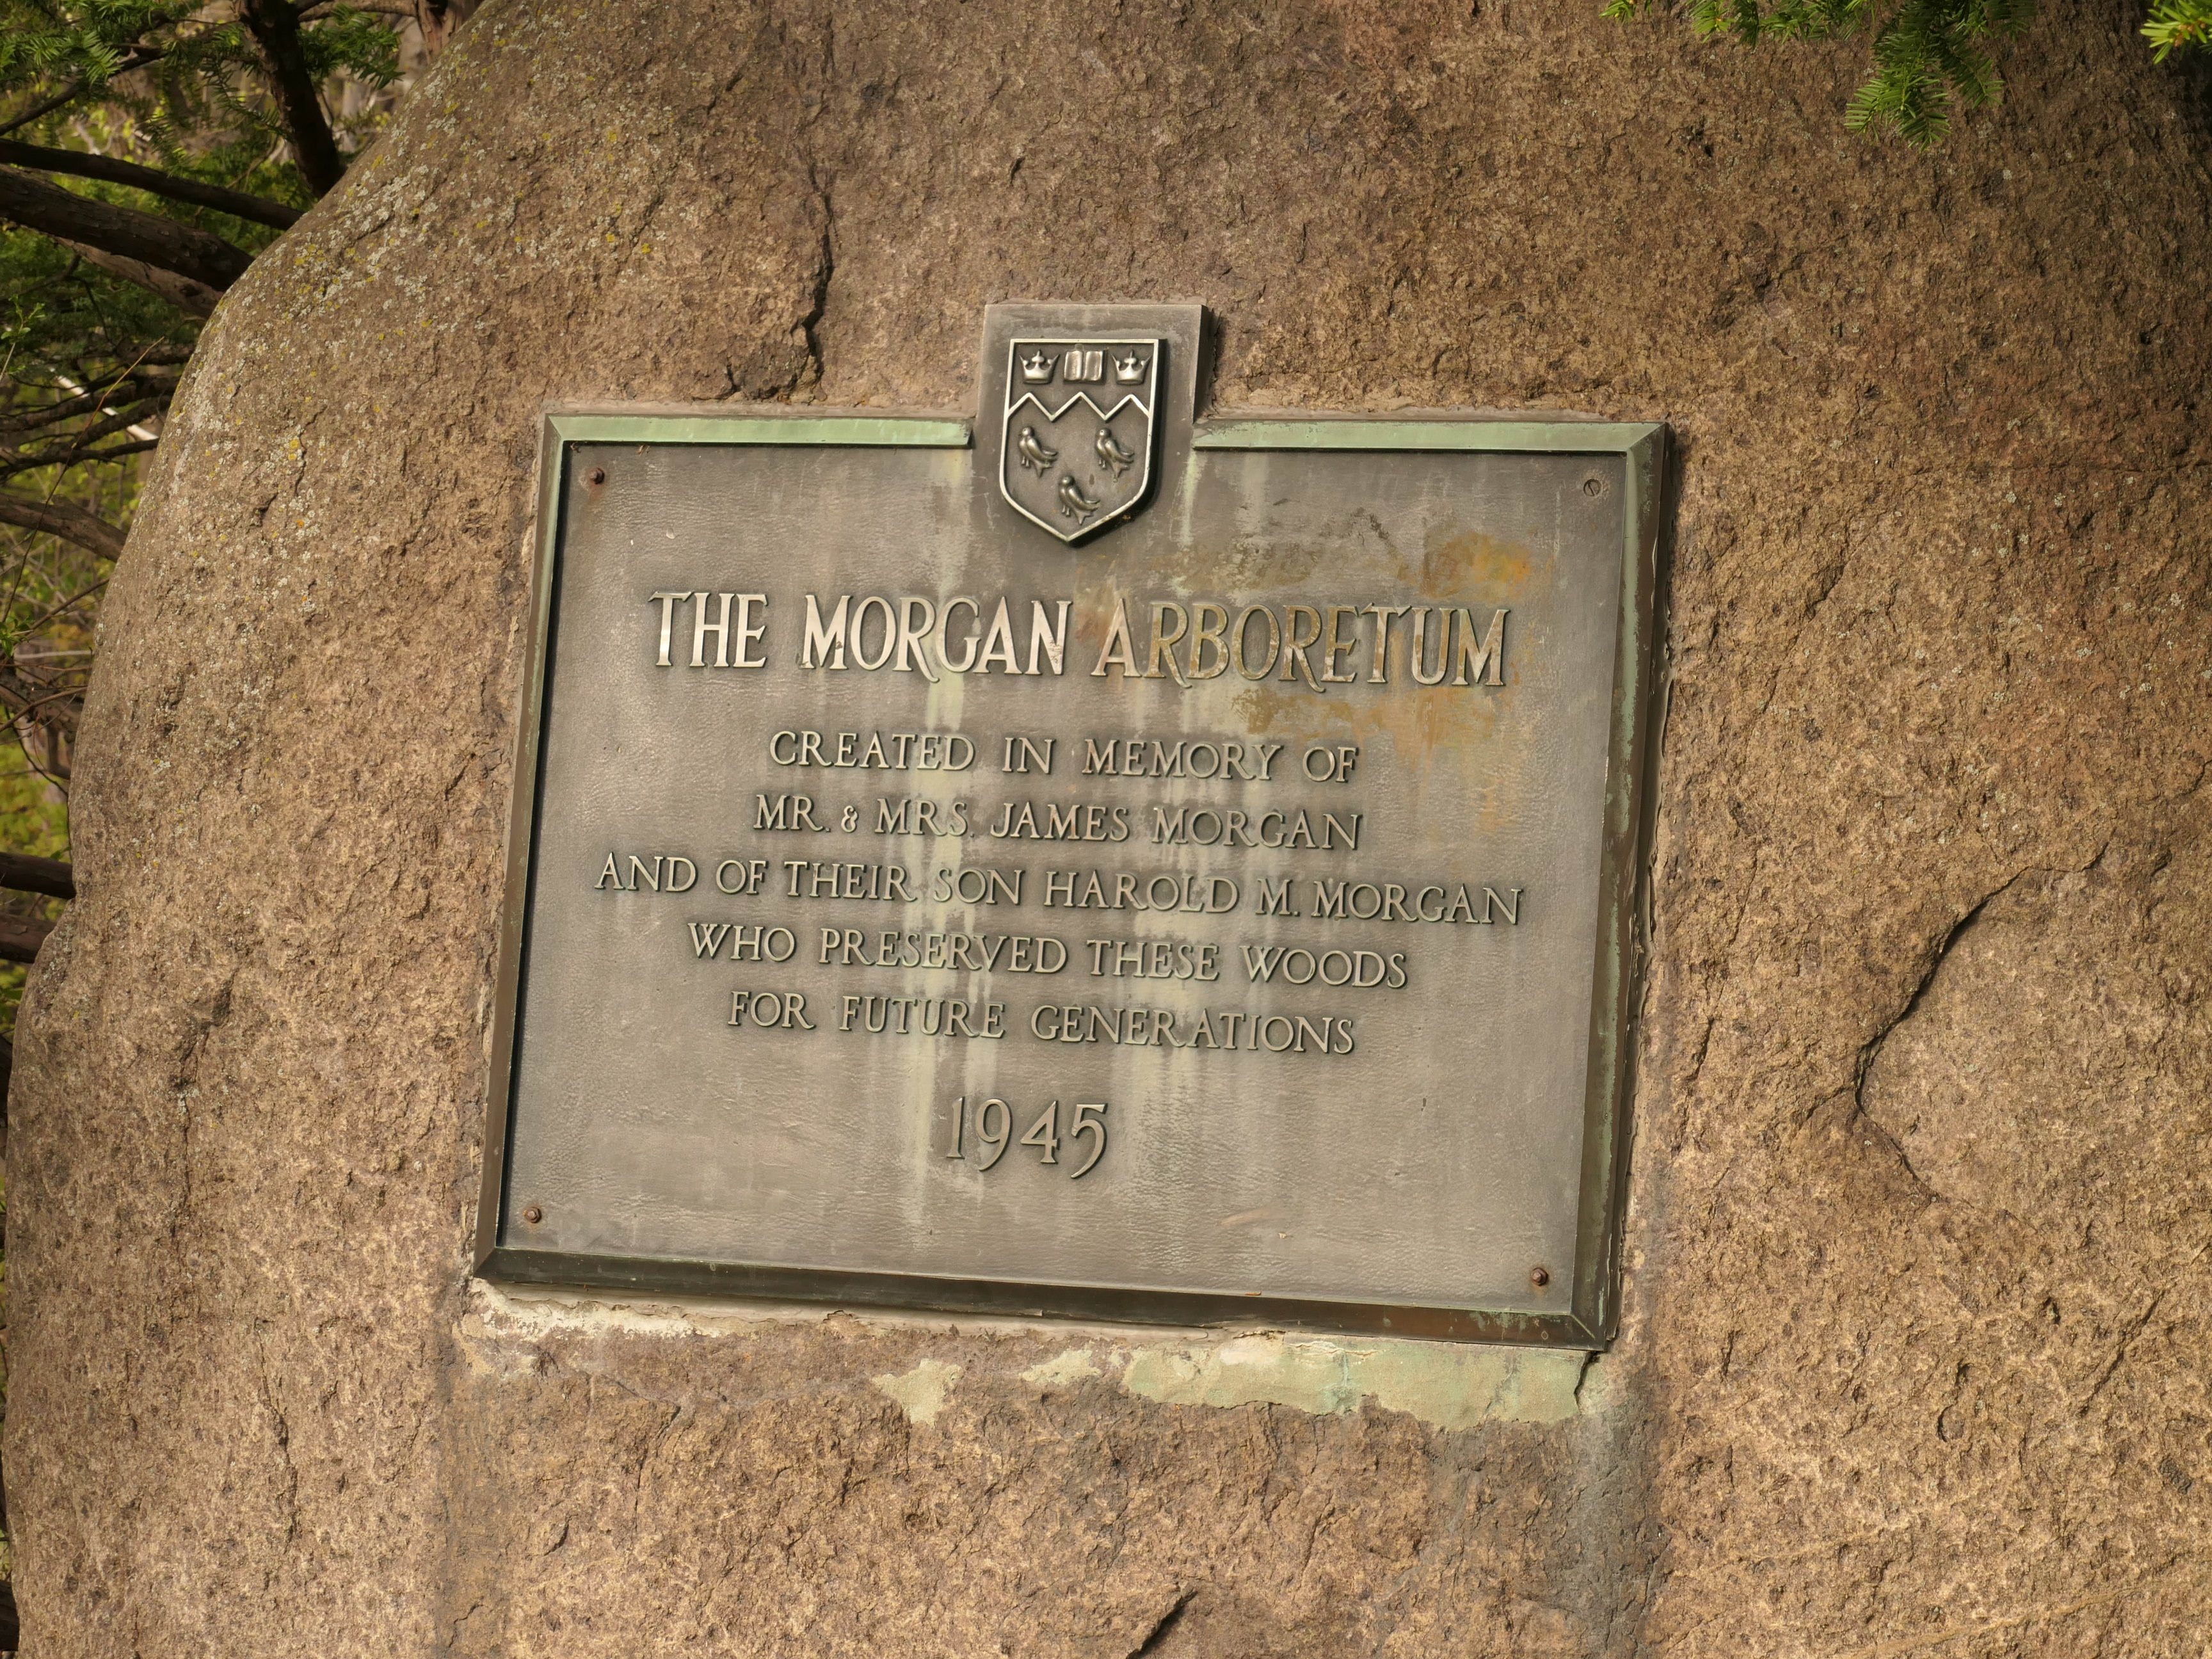 THE MORGAN ARBORETUM
CREATED IN MEMORY OF
MR. & MRS. JAMES MORGAN
AND OF THEIR SON HAROLD M. MORGAN
WHO PRESERVED THESE WOODS
FOR FUTURE GENERATIONS
1945